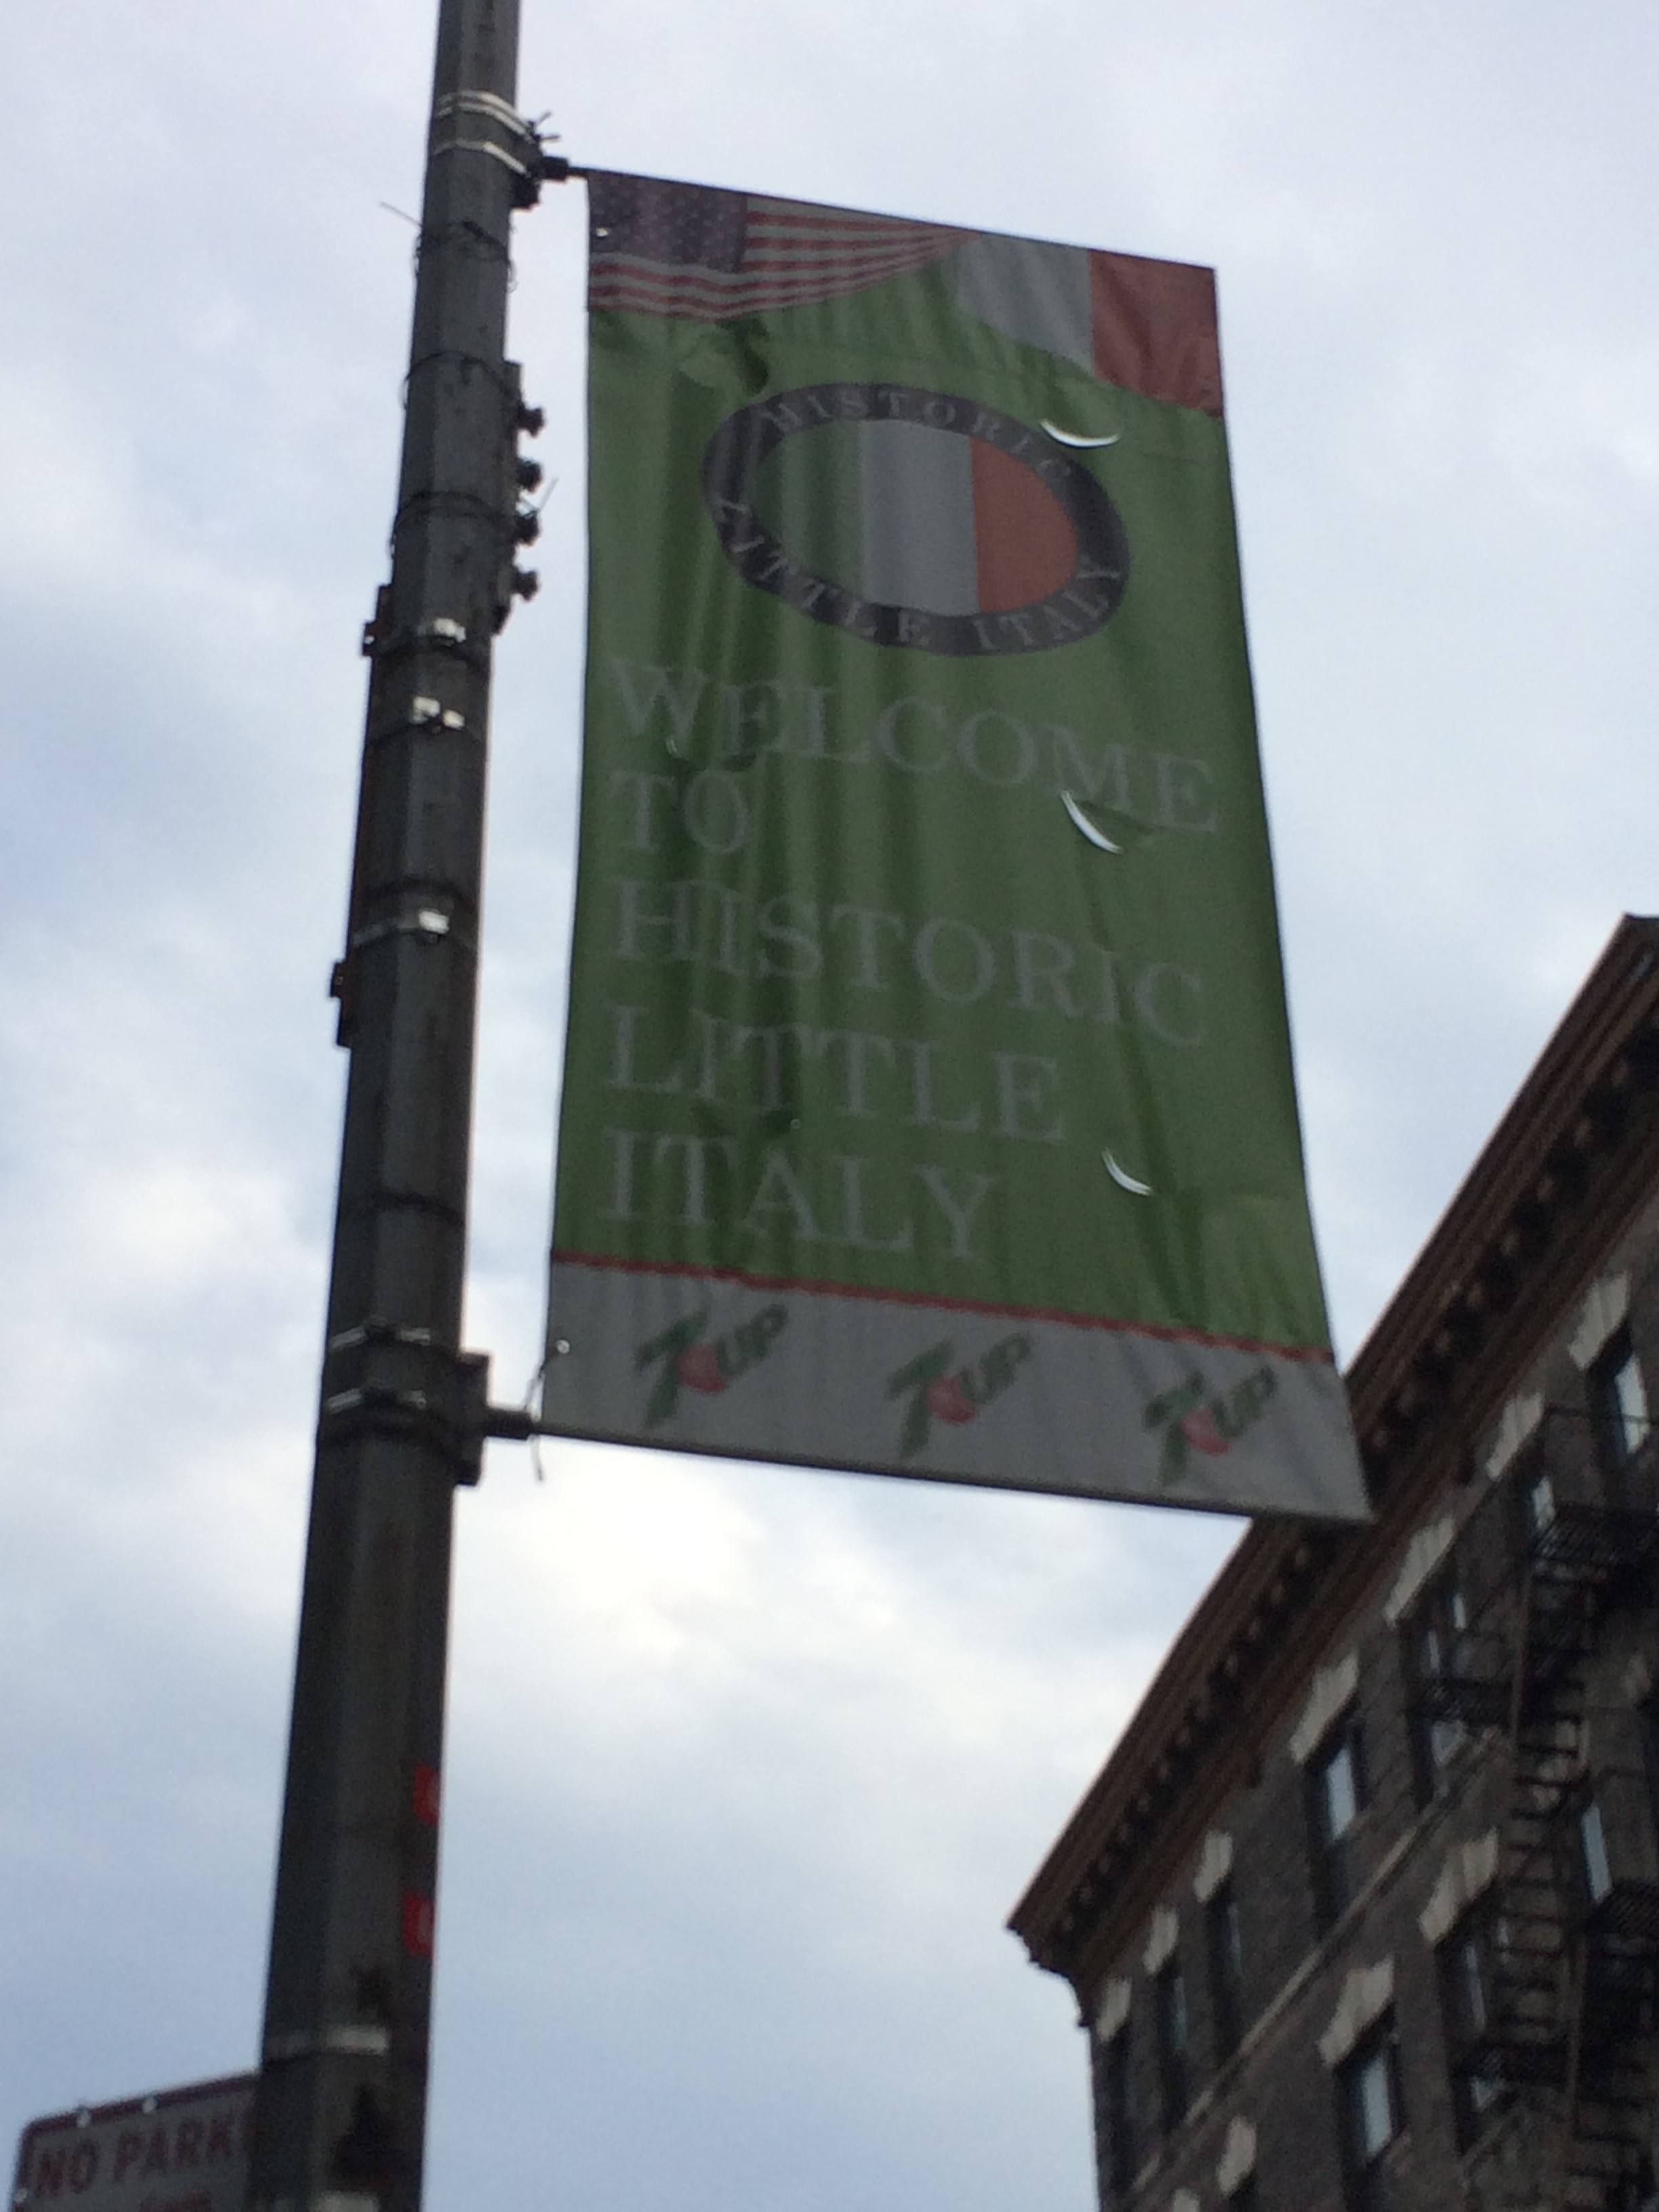 HISTORIC
LITTLE ITALY
WELCOME
TO
HISTORIC
LITTLE
ITALY
7UP 7UP 7UP
NO PARK